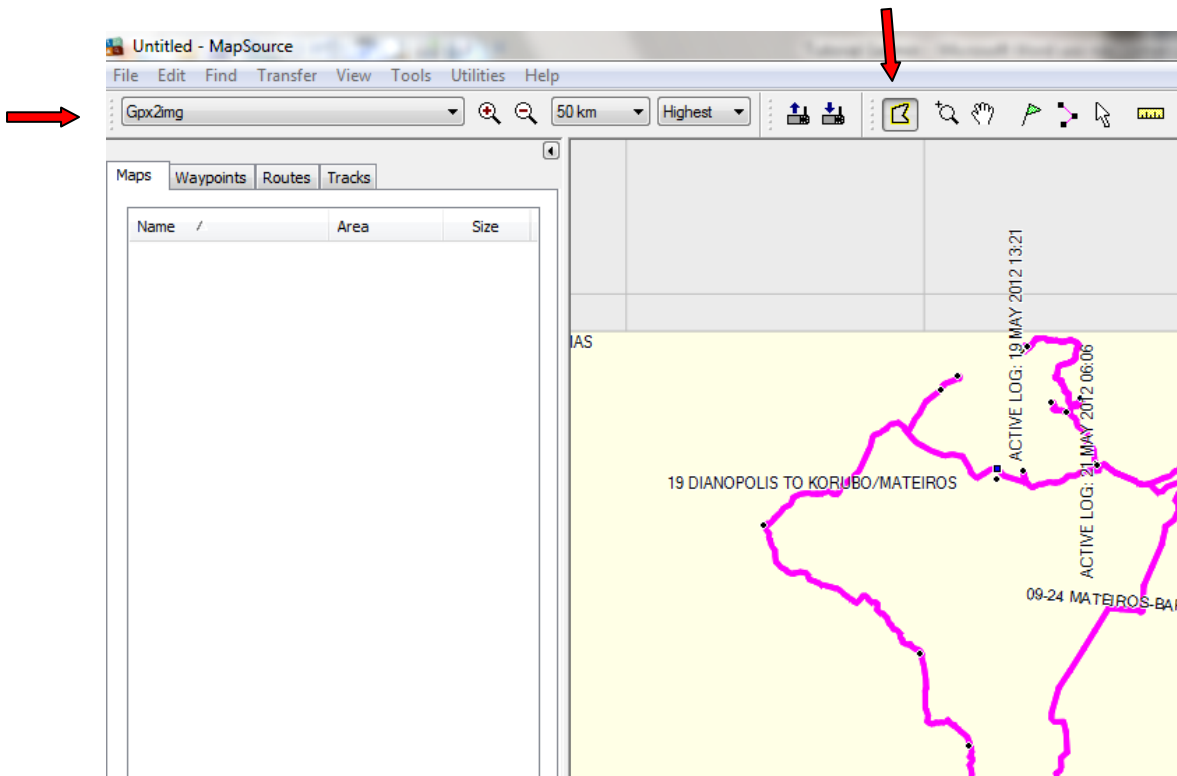 Untitled - MapSource
File Edit Find Transfer View Tools Utilities Help
Gpx2img 50 km Highest
Maps Waypoints Routes Tracks
Name / Area Size
ACTIVE LOG: 19 MAY 2012 13:21
IAS
ACTIVE LOG: 21 MAY 2012 06:06
19 DIANOPOLIS TO KORUBO/MATEIROS
09-24 MATEIROS-BA